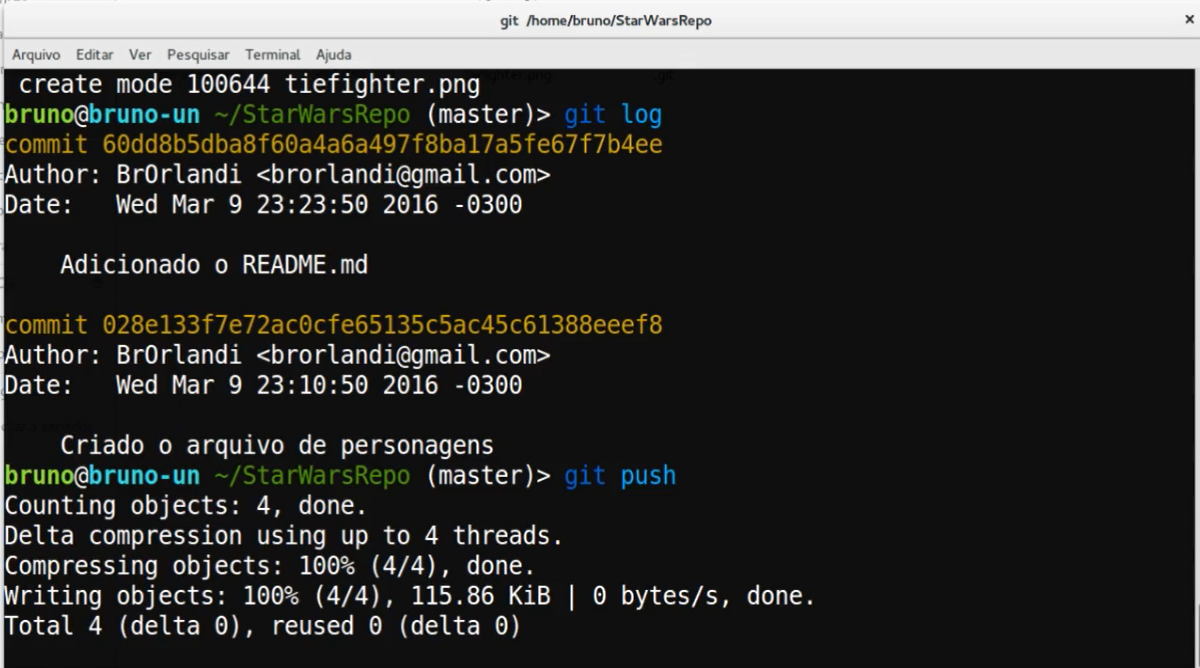 git /home/bruno/StarWarsRepo ×
Arquivo Editar Ver Pesquisar Terminal Ajuda
create mode 100644 tiefighter.png
bruno@bruno-un ~/StarWarsRepo (master)> git log
commit 60dd8b5dba8f60a4a6a497f8ba17a5fe67f7b4ee
Author: BrOrlandi <brorlandi@gmail.com>
Date:   Wed Mar 9 23:23:50 2016 -0300
Adicionado o README.md
commit 028e133f7e72ac0cfe65135c5ac45c61388eeef8
Author: BrOrlandi <brorlandi@gmail.com>
Date:   Wed Mar 9 23:10:50 2016 -0300
Criado o arquivo de personagens
bruno@bruno-un ~/StarWarsRepo (master)> git push
Counting objects: 4, done.
Delta compression using up to 4 threads.
Compressing objects: 100% (4/4), done.
Writing objects: 100% (4/4), 115.86 KiB | 0 bytes/s, done.
Total 4 (delta 0), reused 0 (delta 0)